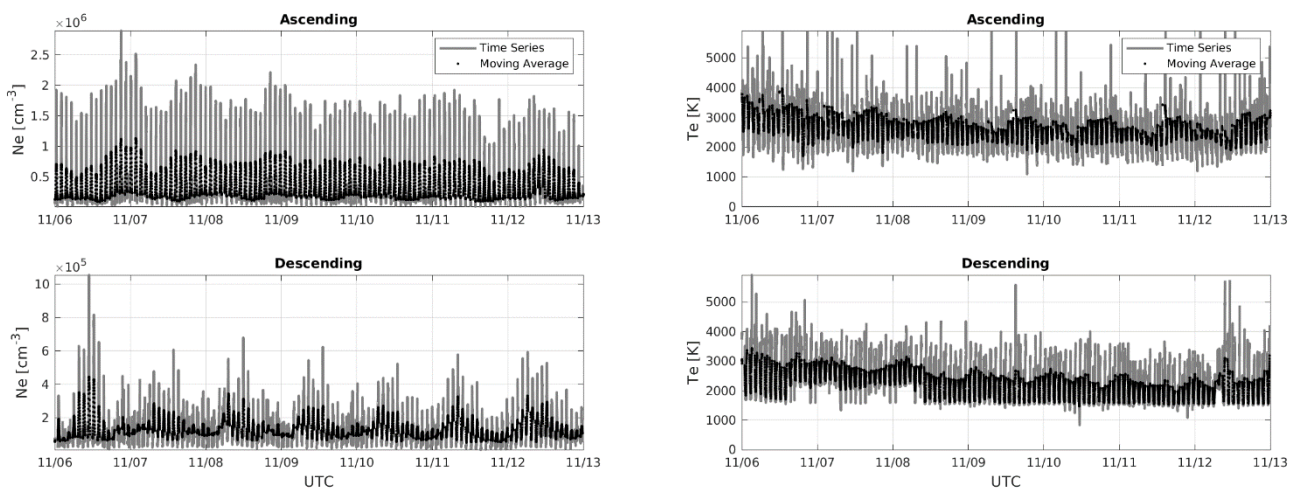 Ascending
×10⁶
Ne [cm⁻³]
2.5
2
1.5
1
0.5
Time Series
Moving Average
11/06 11/07 11/08 11/09 11/10 11/11 11/12 11/13
Ascending
Te [K]
5000
4000
3000
2000
1000
0
Time Series
Moving Average
11/06 11/07 11/08 11/09 11/10 11/11 11/12 11/13
Descending
×10⁵
Ne [cm⁻³]
10
8
6
4
2
11/06 11/07 11/08 11/09 11/10 11/11 11/12 11/13
UTC
Descending
Te [K]
5000
4000
3000
2000
1000
0
11/06 11/07 11/08 11/09 11/10 11/11 11/12 11/13
UTC